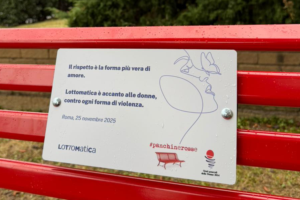 Il rispetto è la forma più vera di
amore.
Lottomatica è accanto alle donne,
contro ogni forma di violenza.
Roma, 25 novembre 2025
LOTTOMATICA
#panchinerosse